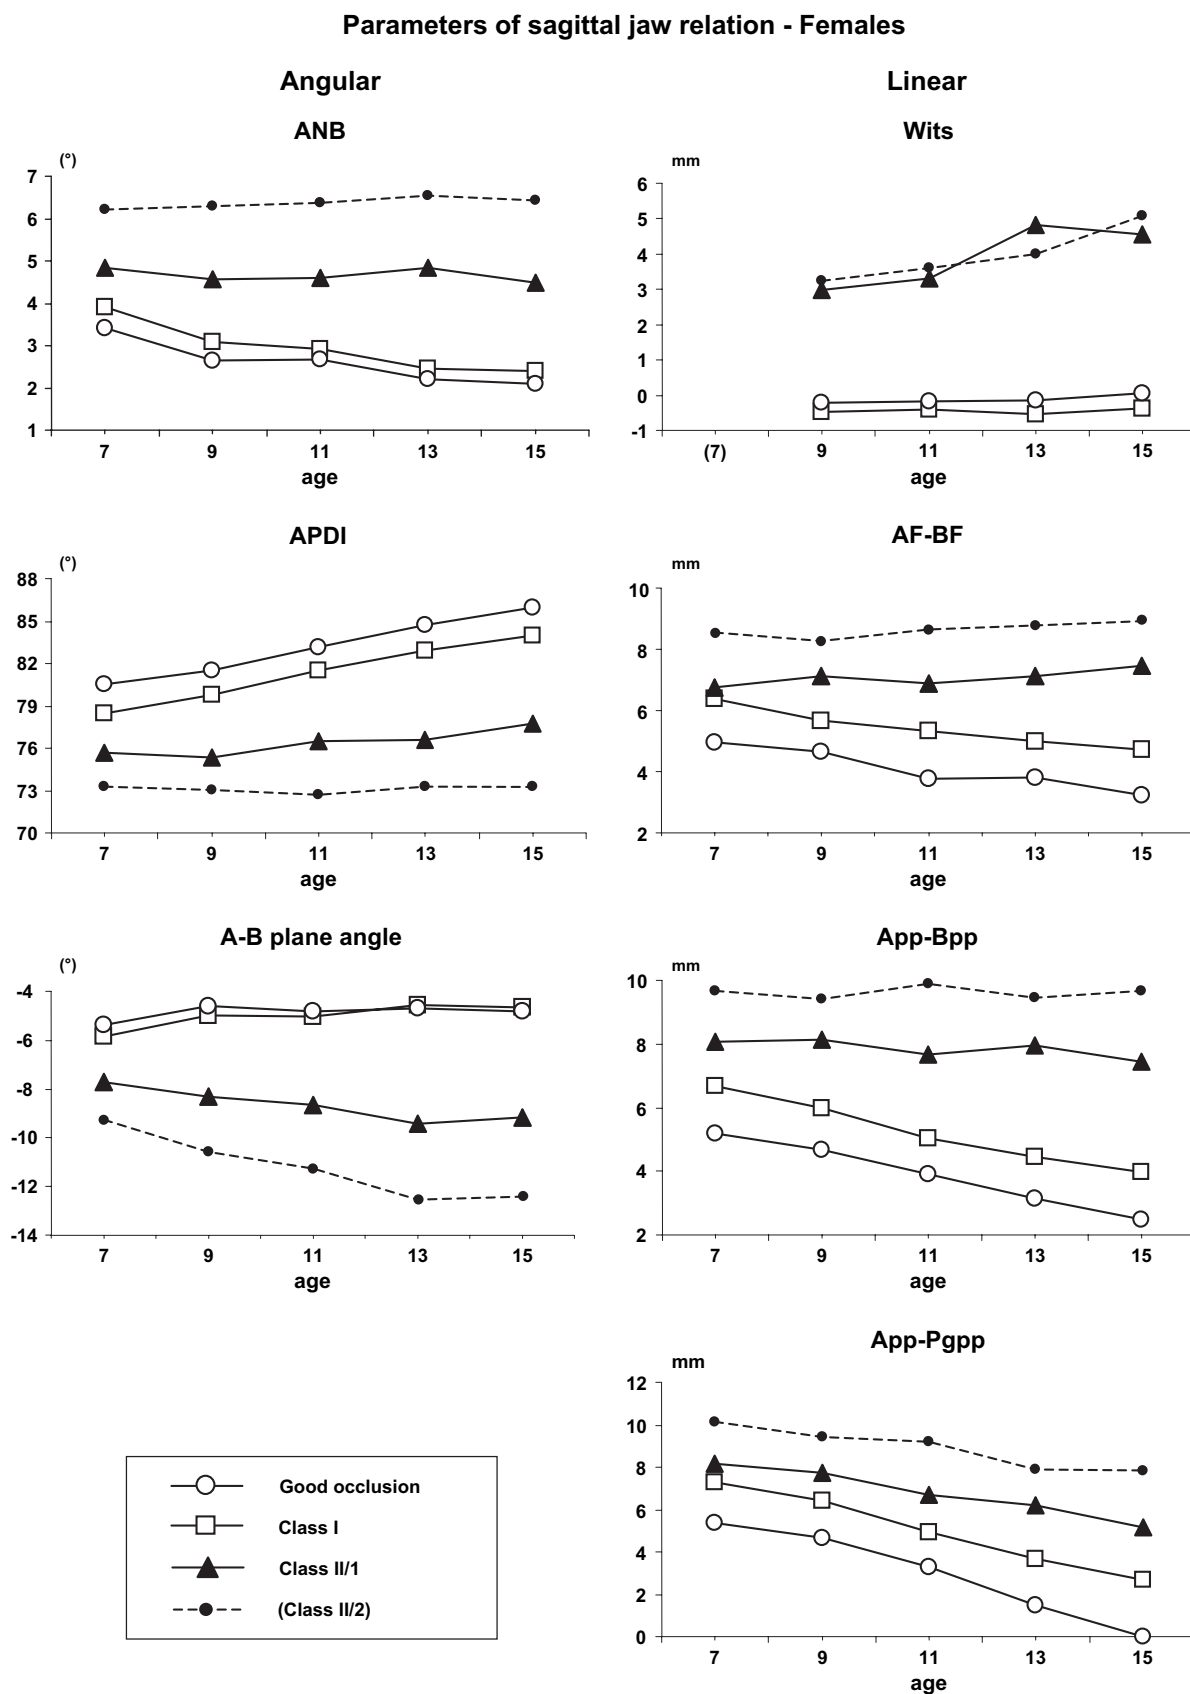 Parameters of sagittal jaw relation - Females
Angular
Linear
ANB
(°)
7
6
5
4
3
2
1
7 9 11 13 15
age
Wits
mm
6
5
4
3
2
1
0
-1
(7) 9 11 13 15
age
APDI
(°)
88
85
82
79
76
73
70
7 9 11 13 15
age
AF-BF
mm
10
8
6
4
2
7 9 11 13 15
age
A-B plane angle
(°)
-4
-6
-8
-10
-12
-14
7 9 11 13 15
age
App-Bpp
mm
10
8
6
4
2
7 9 11 13 15
age
App-Pgpp
mm
12
10
8
6
4
2
0
7 9 11 13 15
age
Good occlusion
Class I
Class II/1
(Class II/2)